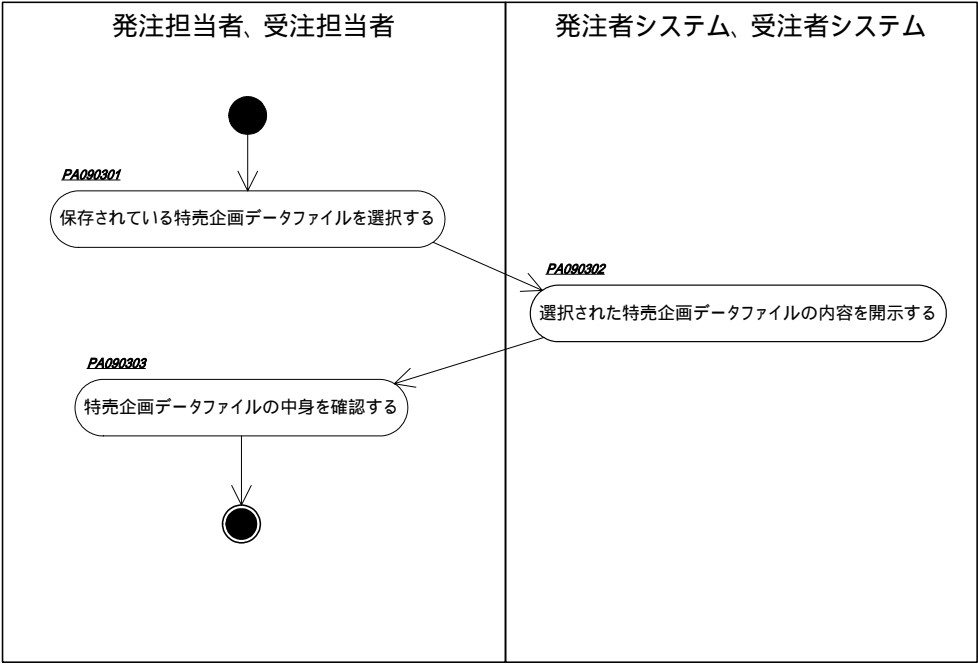 発注担当者、受注担当者
発注者システム、受注者システム
PA090301
保存されている特売企画データファイルを選択する
PA090302
選択された特売企画データファイルの内容を開示する
PA090303
特売企画データファイルの中身を確認する